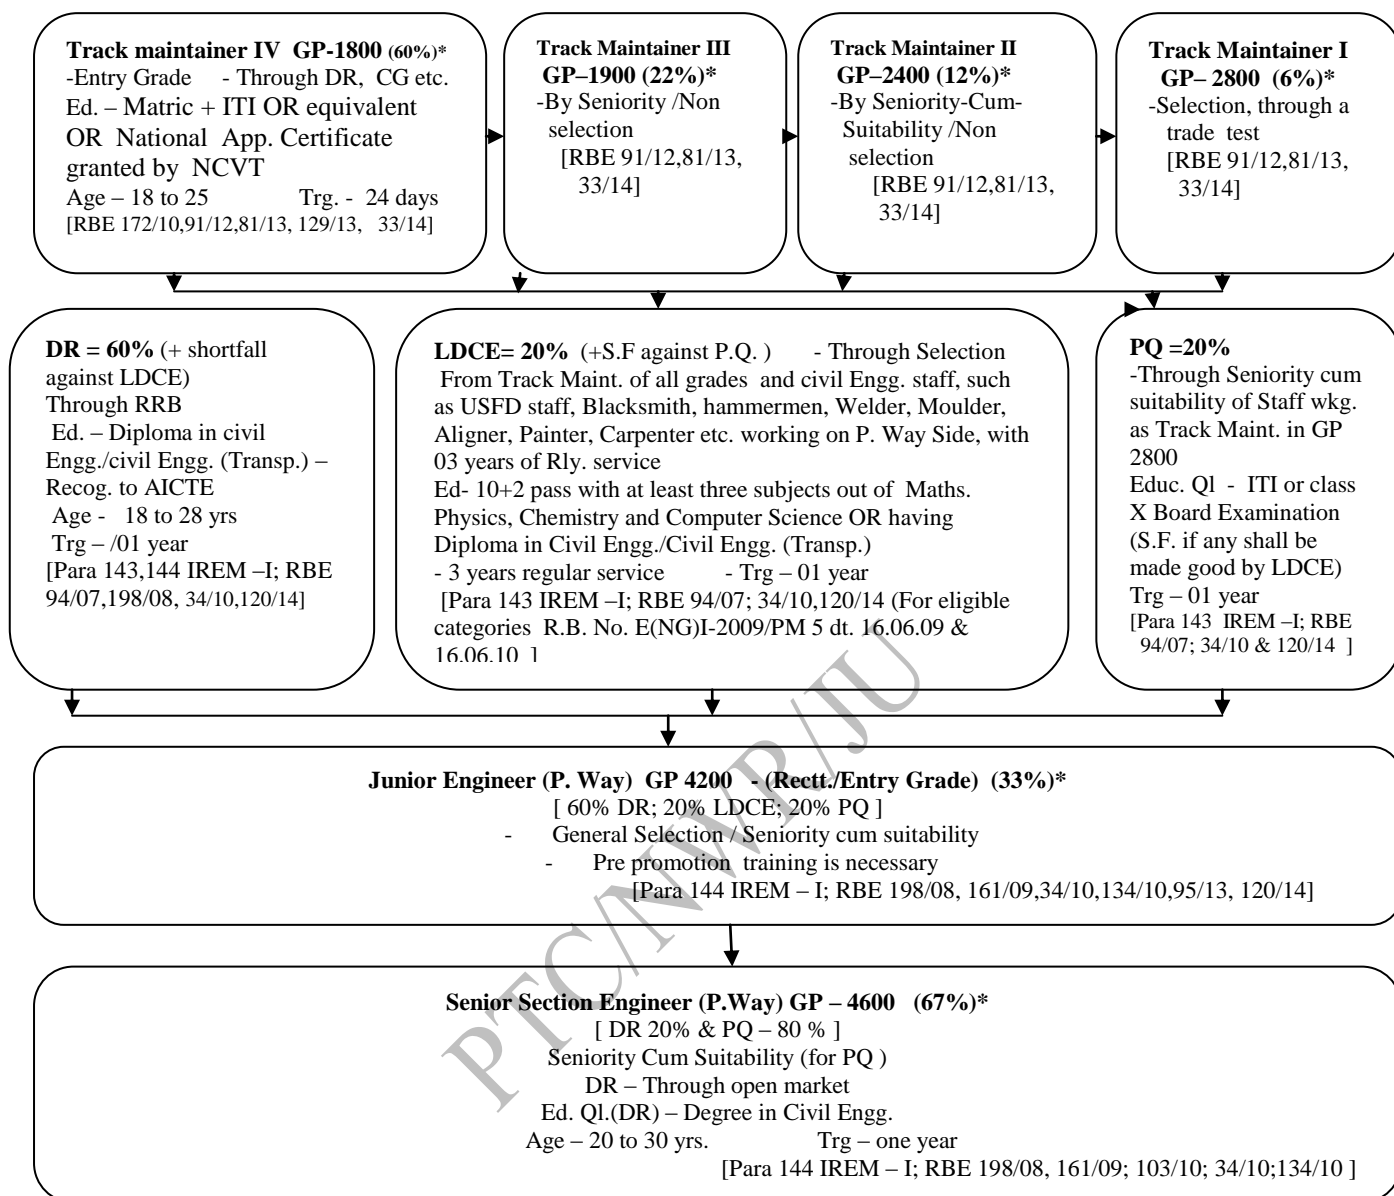 Track maintainer IV GP-1800 (60%)*
-Entry Grade - Through DR, CG etc.
Ed. – Matric + ITI OR equivalent
OR National App. Certificate
granted by NCVT
Age – 18 to 25 Trg. - 24 days
[RBE 172/10,91/12,81/13, 129/13, 33/14]
Track Maintainer III
GP–1900 (22%)*
-By Seniority /Non
selection
[RBE 91/12,81/13,
33/14]
Track Maintainer II
GP–2400 (12%)*
-By Seniority-Cum-
Suitability /Non
selection
[RBE 91/12,81/13,
33/14]
Track Maintainer I
GP– 2800 (6%)*
-Selection, through a
trade test
[RBE 91/12,81/13,
33/14]
DR = 60% (+ shortfall
against LDCE)
Through RRB
Ed. – Diploma in civil
Engg./civil Engg. (Transp.) –
Recog. to AICTE
Age - 18 to 28 yrs
Trg – /01 year
[Para 143,144 IREM –I; RBE
94/07,198/08, 34/10,120/14]
LDCE= 20% (+S.F against P.Q. ) - Through Selection
From Track Maint. of all grades and civil Engg. staff, such
as USFD staff, Blacksmith, hammermen, Welder, Moulder,
Aligner, Painter, Carpenter etc. working on P. Way Side, with
03 years of Rly. service
Ed- 10+2 pass with at least three subjects out of Maths.
Physics, Chemistry and Computer Science OR having
Diploma in Civil Engg./Civil Engg. (Transp.)
- 3 years regular service - Trg – 01 year
[Para 143 IREM –I; RBE 94/07; 34/10,120/14 (For eligible
categories R.B. No. E(NG)I-2009/PM 5 dt. 16.06.09 &
16.06.10 ]
PQ =20%
-Through Seniority cum
suitability of Staff wkg.
as Track Maint. in GP
2800
Educ. Ql - ITI or class
X Board Examination
(S.F. if any shall be
made good by LDCE)
Trg – 01 year
[Para 143 IREM –I; RBE
94/07; 34/10 & 120/14 ]
Junior Engineer (P. Way) GP 4200 - (Rectt./Entry Grade) (33%)*
[ 60% DR; 20% LDCE; 20% PQ ]
- General Selection / Seniority cum suitability
- Pre promotion training is necessary
[Para 144 IREM – I; RBE 198/08, 161/09,34/10,134/10,95/13, 120/14]
Senior Section Engineer (P.Way) GP – 4600 (67%)*
[ DR 20% & PQ – 80 % ]
Seniority Cum Suitability (for PQ )
DR – Through open market
Ed. Ql.(DR) – Degree in Civil Engg.
Age – 20 to 30 yrs. Trg – one year
[Para 144 IREM – I; RBE 198/08, 161/09; 103/10; 34/10;134/10 ]
PTC/NWR/JU